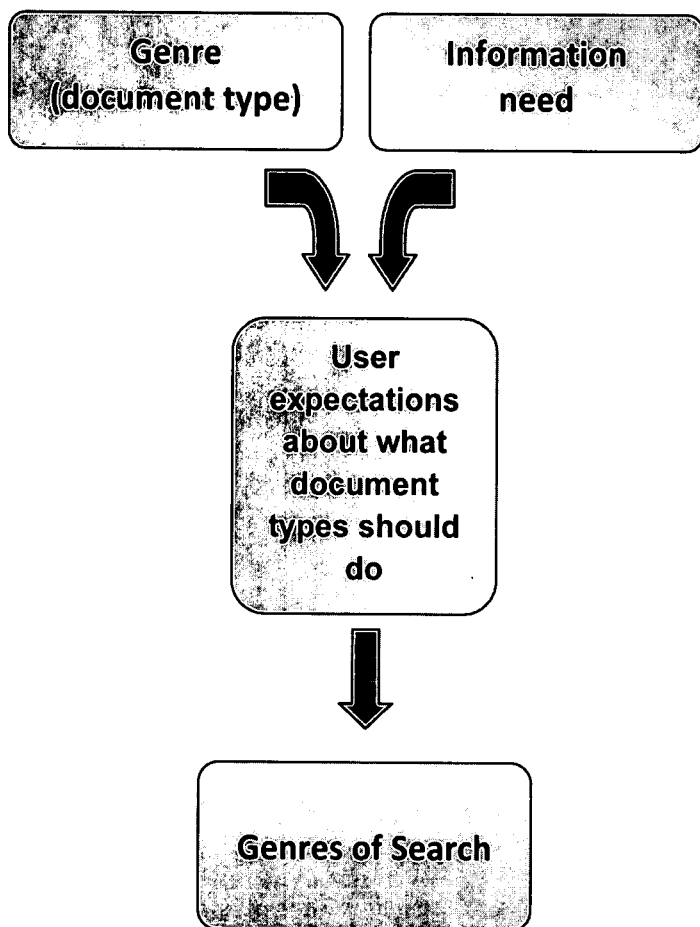 Genre
(document type)
Information
need
User
expectations
about what
document
types should
do
Genres of Search